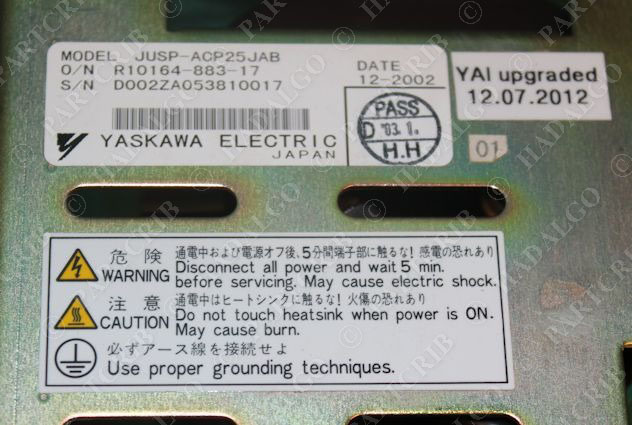 MODEL JUSP-ACP25JAB
O/N R10164-883-17
S/N D002ZA053810017
DATE
12-2002
YASKAWA ELECTRIC
JAPAN
PASS
D '03.1.
H.H
YAI upgraded
12.07.2012
01
危険 通電中および電源オフ後、5分間端子部に触るな! 感電の恐れあり
WARNING Disconnect all power and wait 5 min.
before servicing. May cause electric shock.
注意 通電中はヒートシンクに触るな! 火傷の恐れあり
CAUTION Do not touch heatsink when power is ON.
May cause burn.
必ずアース線を接続せよ
Use proper grounding techniques.
PARTCRIB © HADALGO